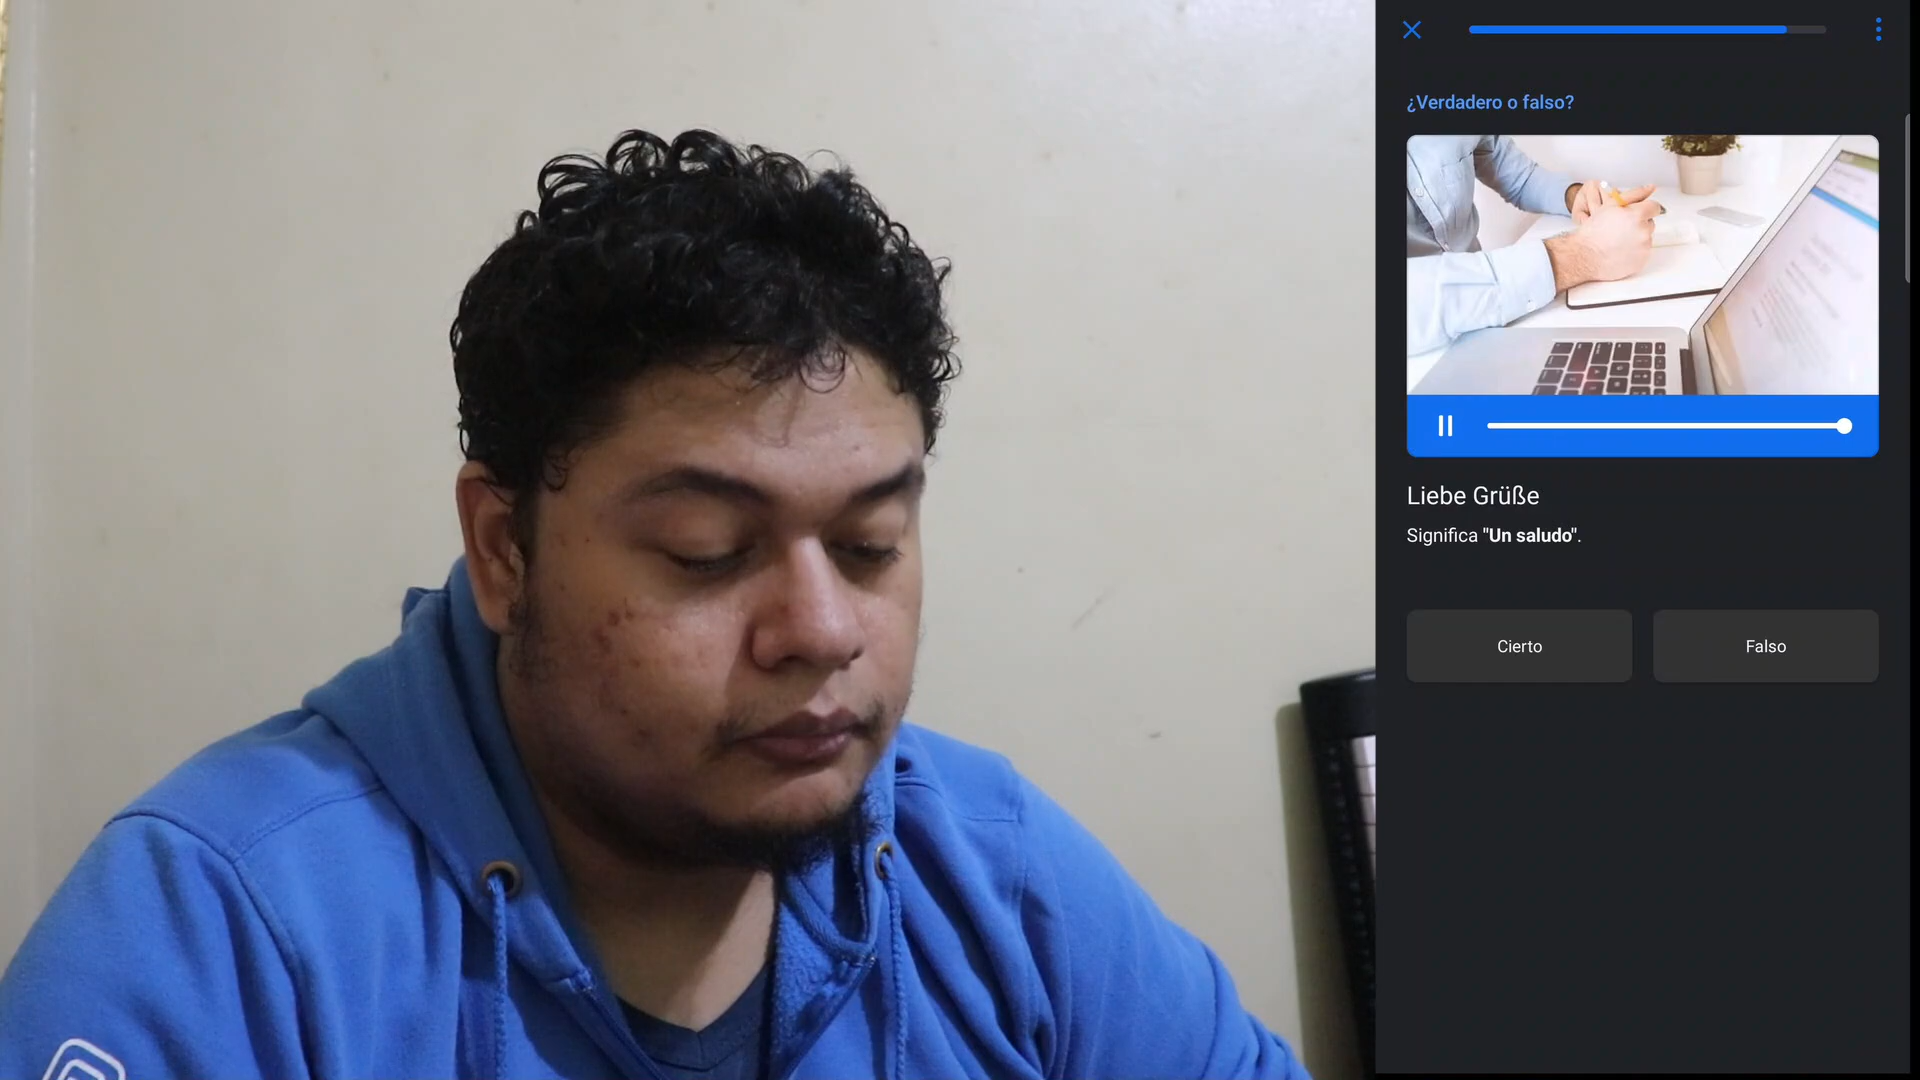 ¿Verdadero o falso?
Liebe Grüße
Significa "Un saludo".
Cierto
Falso